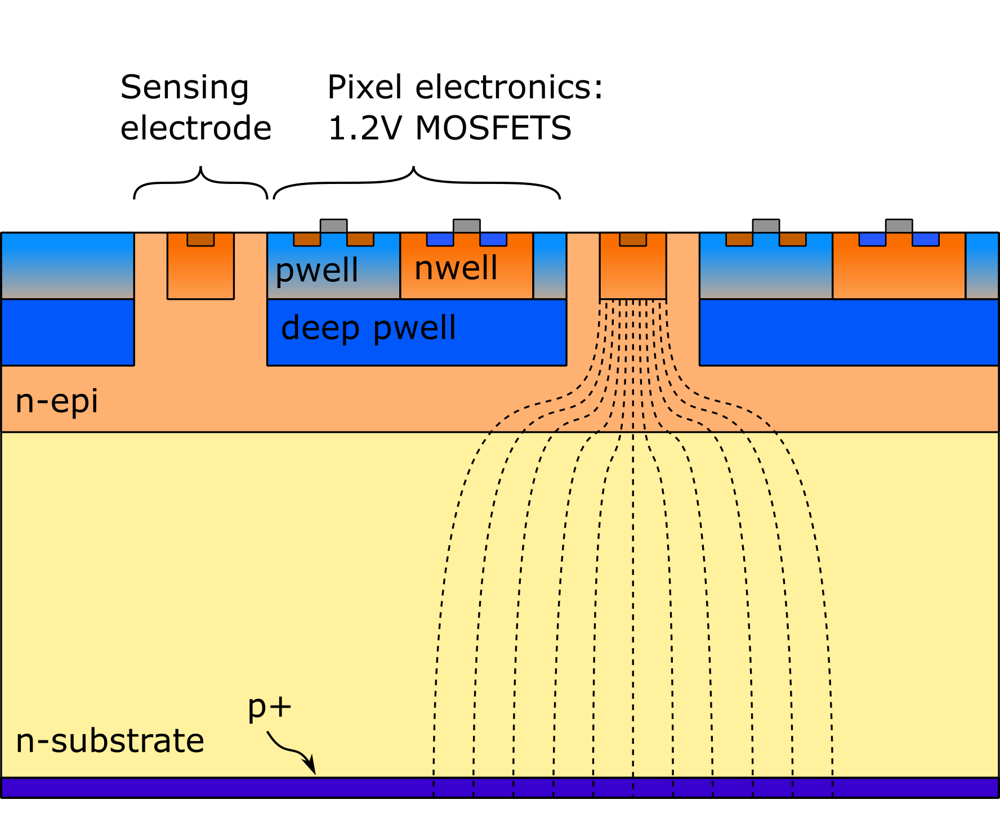 Sensing
electrode
Pixel electronics:
1.2V MOSFETS
pwell
nwell
deep pwell
n-epi
p+
n-substrate